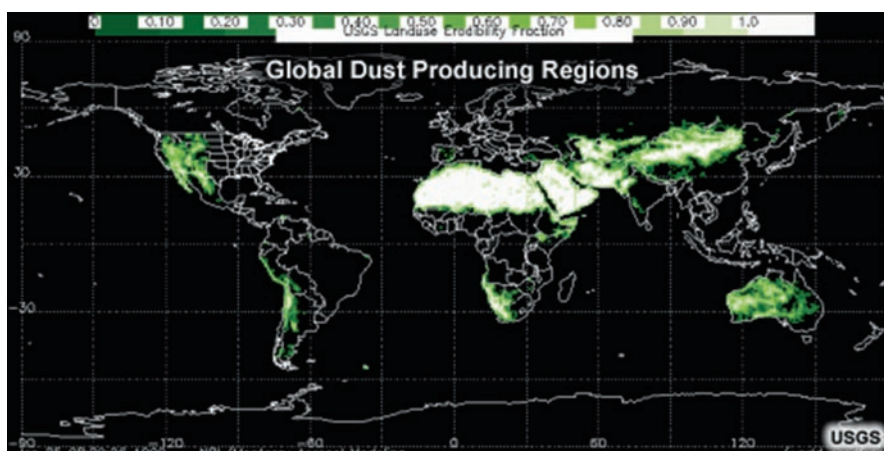 0 0.10 0.20 0.30 0.40 0.50 0.60 0.70 0.80 0.90 1.0
USGS Landuse Erodibility Fraction
90
Global Dust Producing Regions
30
-30
-90 -120 -60 0 60 120
USGS